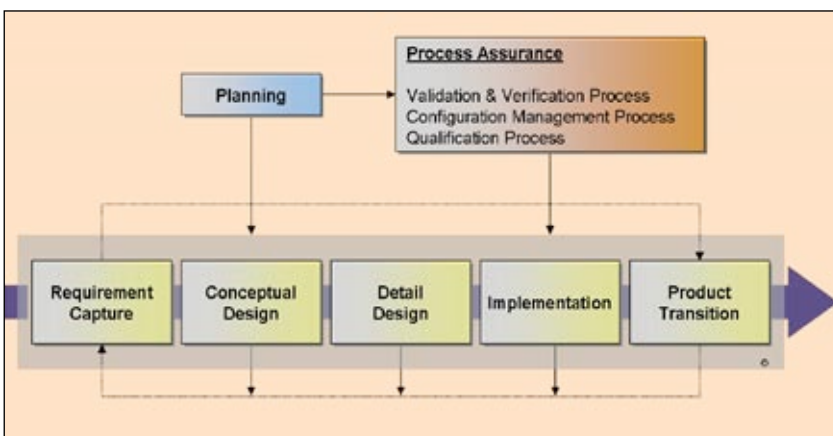 Process Assurance
Planning
Validation & Verification Process
Configuration Management Process
Qualification Process
Requirement
Capture
Conceptual
Design
Detail
Design
Implementation
Product
Transition